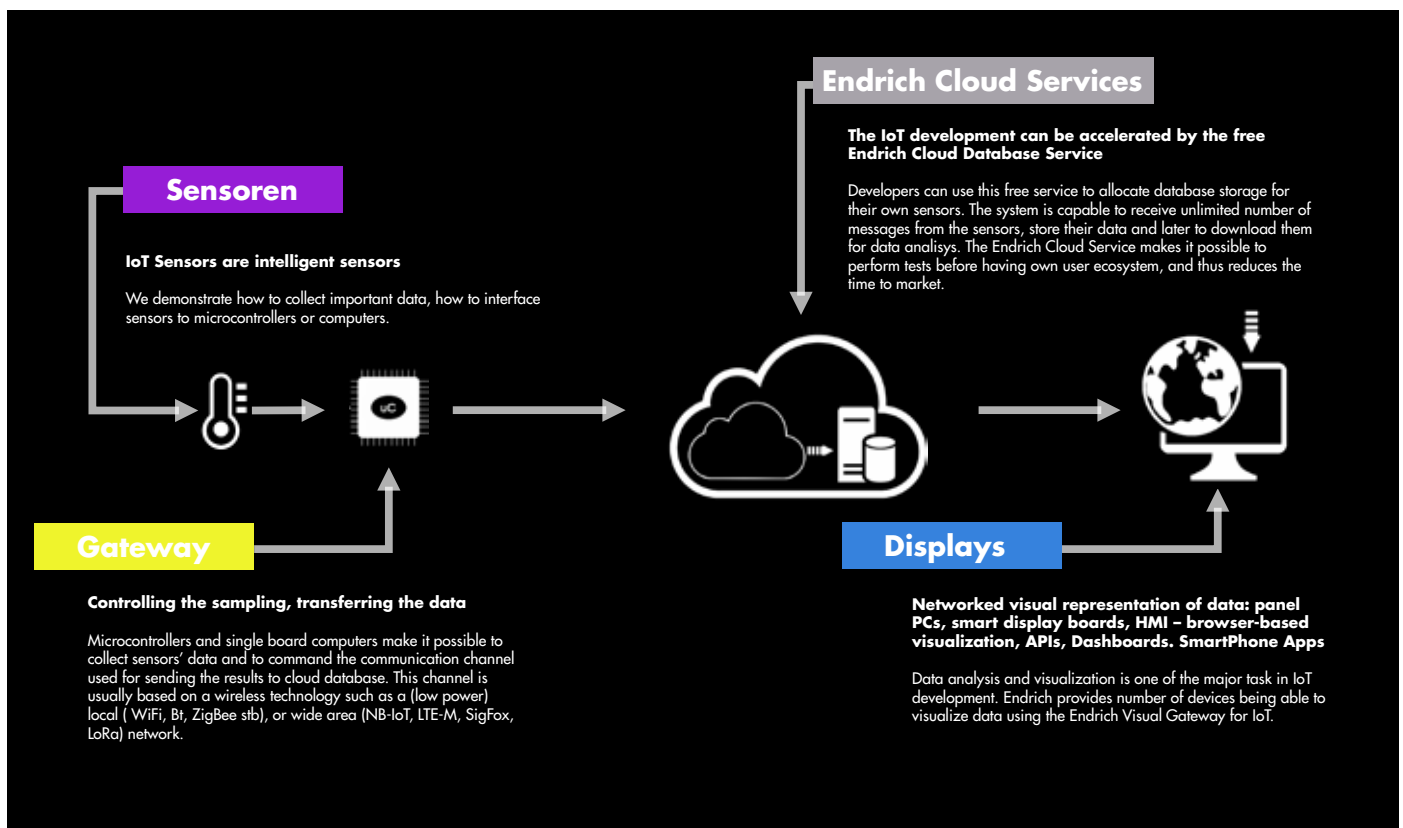 Endrich Cloud Services
The IoT development can be accelerated by the free
Endrich Cloud Database Service
Developers can use this free service to allocate database storage for
their own sensors. The system is capable to receive unlimited number of
messages from the sensors, store their data and later to download them
for data analisys. The Endrich Cloud Service makes it possible to
perform tests before having own user ecosystem, and thus reduces the
time to market.
Sensoren
IoT Sensors are intelligent sensors
We demonstrate how to collect important data, how to interface
sensors to microcontrollers or computers.
uC
Gateway
Controlling the sampling, transferring the data
Microcontrollers and single board computers make it possible to
collect sensors' data and to command the communication channel
used for sending the results to cloud database. This channel is
usually based on a wireless technology such as a (low power)
local ( WiFi, Bt, ZigBee stb), or wide area (NB-IoT, LTE-M, SigFox,
LoRa) network.
Displays
Networked visual representation of data: panel
PCs, smart display boards, HMI – browser-based
visualization, APIs, Dashboards. SmartPhone Apps
Data analysis and visualization is one of the major task in IoT
development. Endrich provides number of devices being able to
visualize data using the Endrich Visual Gateway for IoT.